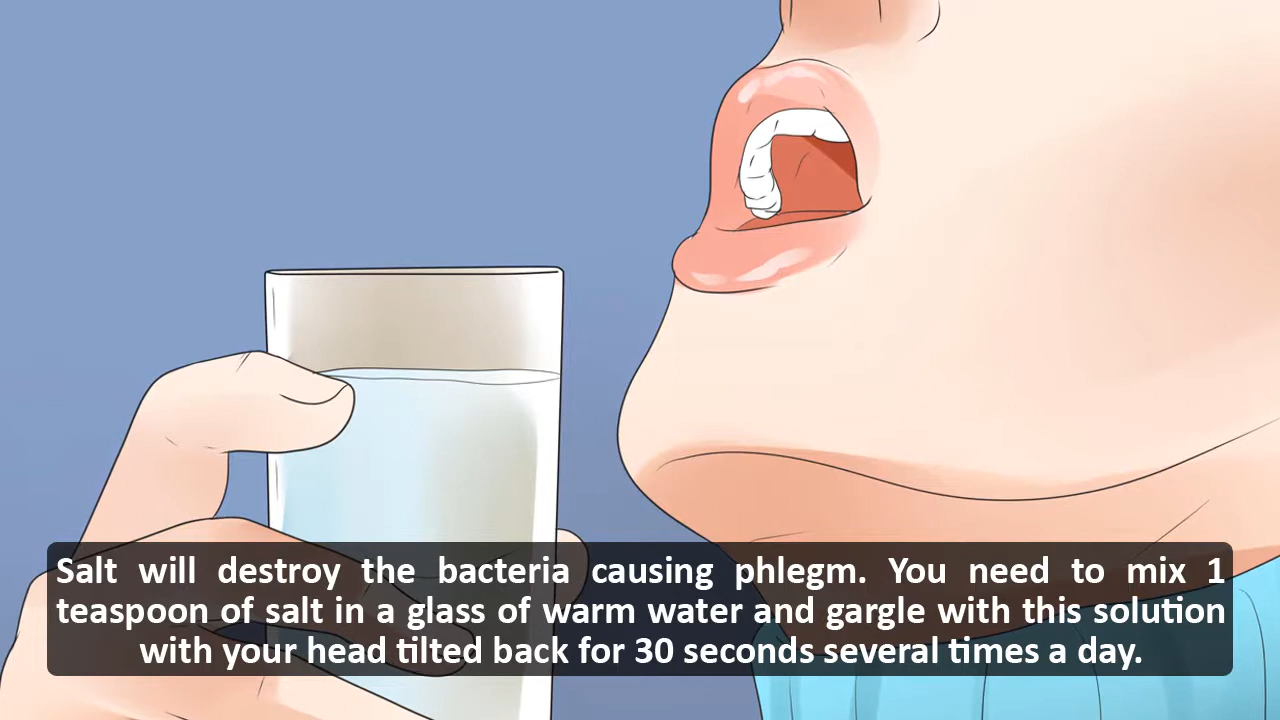 Salt will destroy the bacteria causing phlegm. You need to mix 1
teaspoon of salt in a glass of warm water and gargle with this solution
with your head tilted back for 30 seconds several times a day.